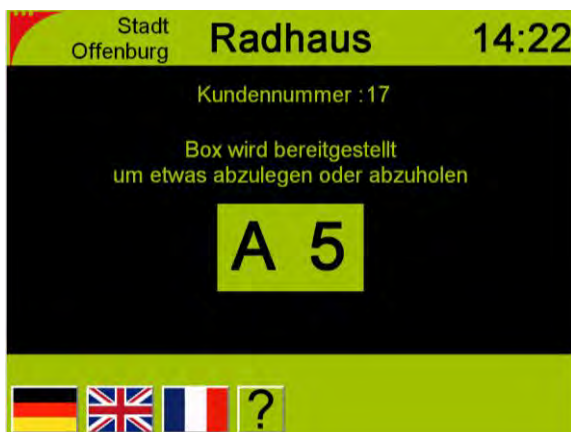 Stadt
Offenburg
Radhaus
14:22
Kundennummer :17
Box wird bereitgestellt
um etwas abzulegen oder abzuholen
A 5
?